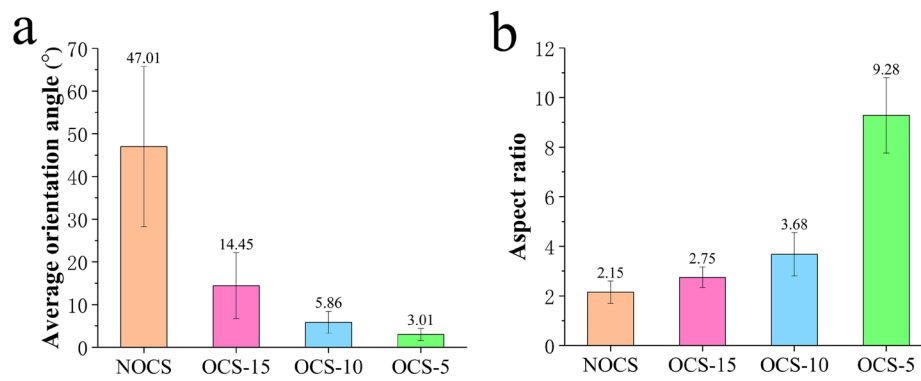 a
Average orientation angle (°)
70
60
50
40
30
20
10
0
47.01
14.45
5.86
3.01
NOCS
OCS-15
OCS-10
OCS-5
b
Aspect ratio
12
10
8
6
4
2
0
2.15
2.75
3.68
9.28
NOCS
OCS-15
OCS-10
OCS-5